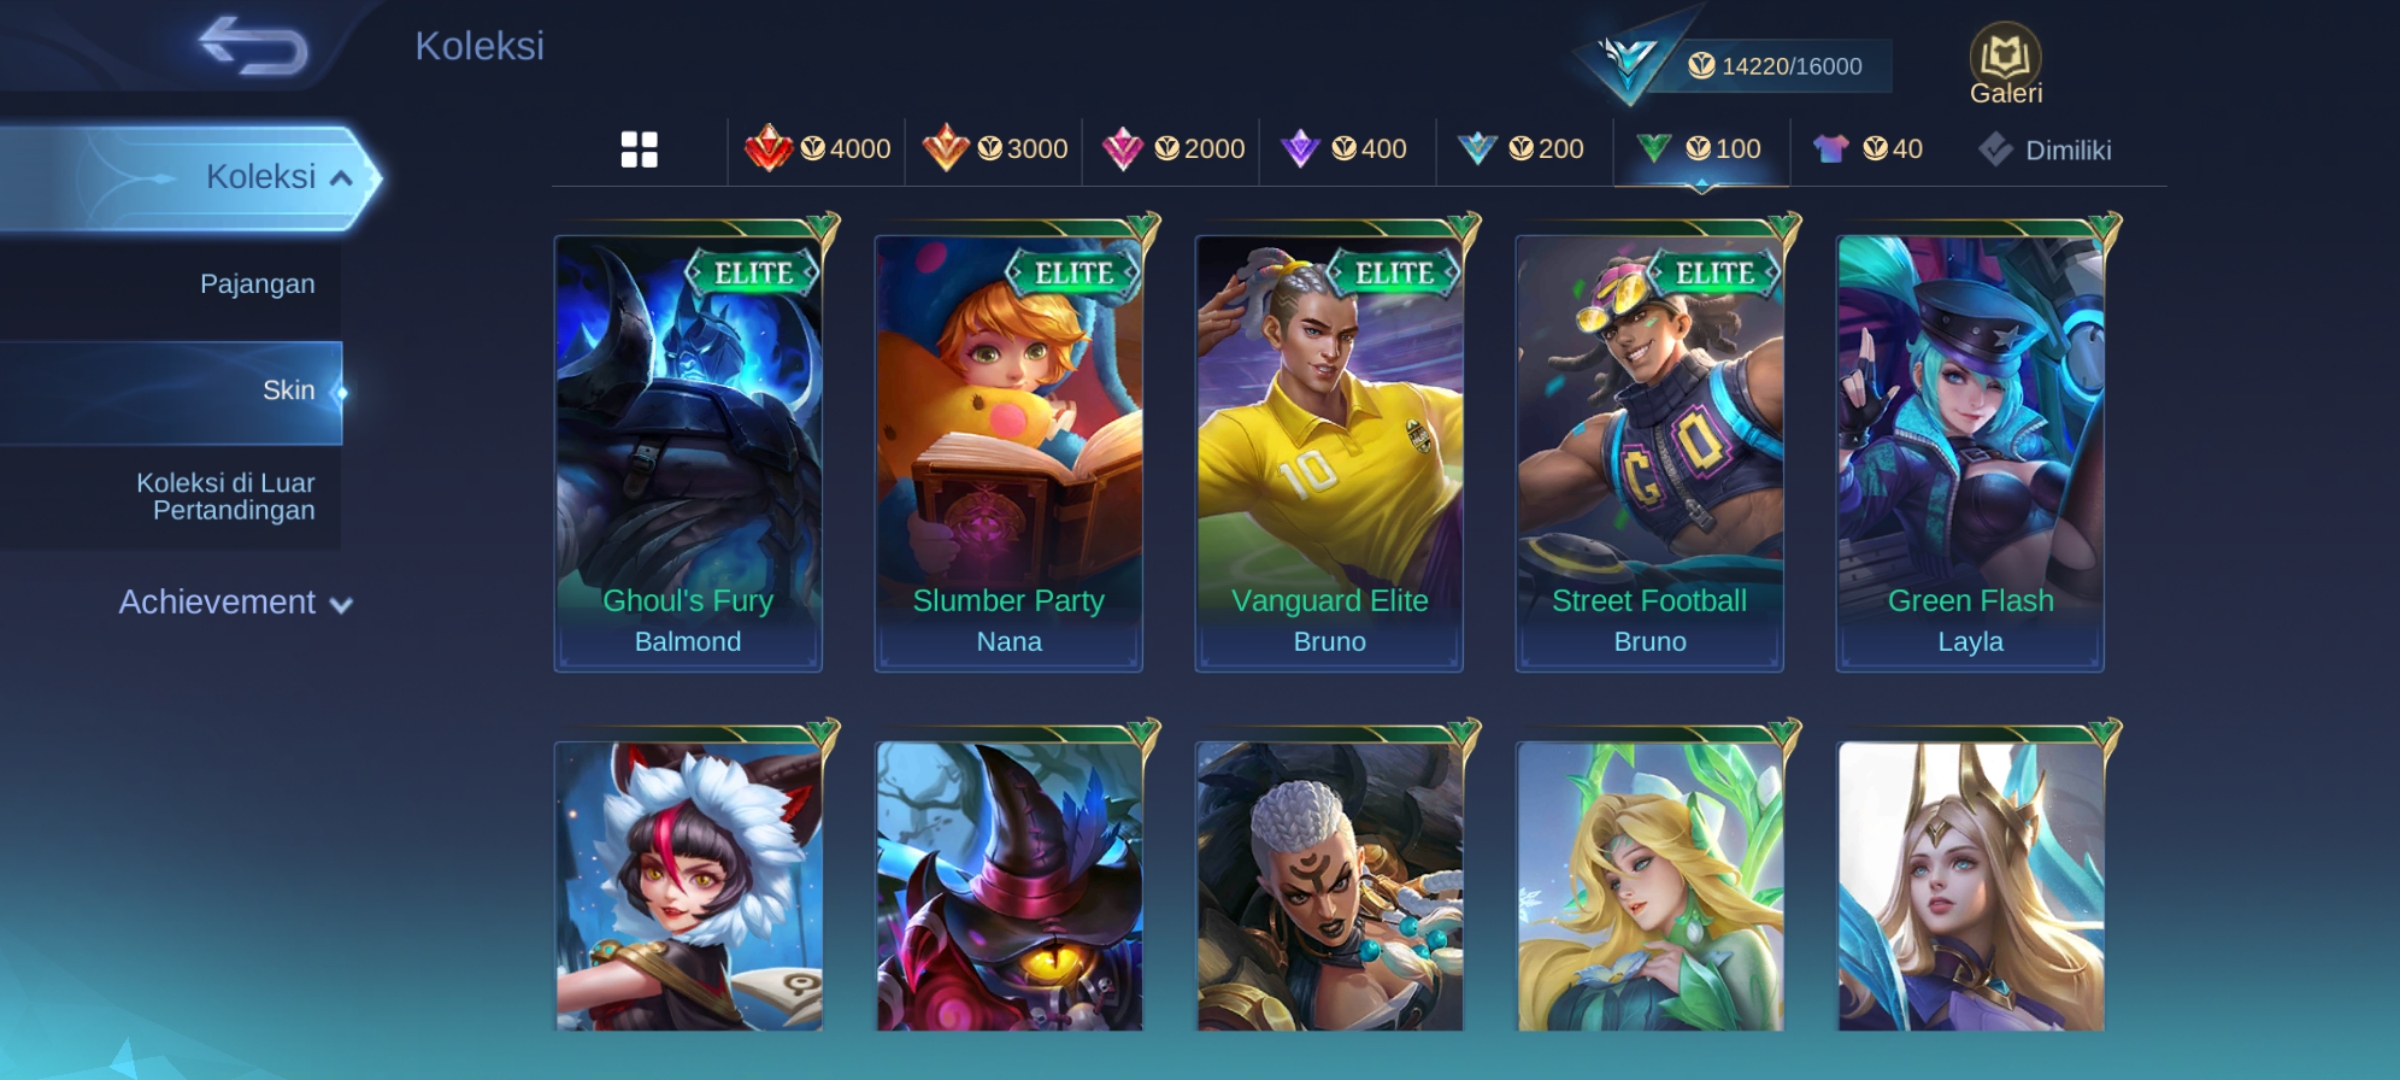 Koleksi
14220/16000
Galeri
4000
3000
2000
400
200
100
40
Dimiliki
Koleksi
Pajangan
Skin
Koleksi di Luar
Pertandingan
Achievement
ELITE
ELITE
ELITE
ELITE
10
GO
Ghoul's Fury
Slumber Party
Vanguard Elite
Street Football
Green Flash
Balmond
Nana
Bruno
Bruno
Layla